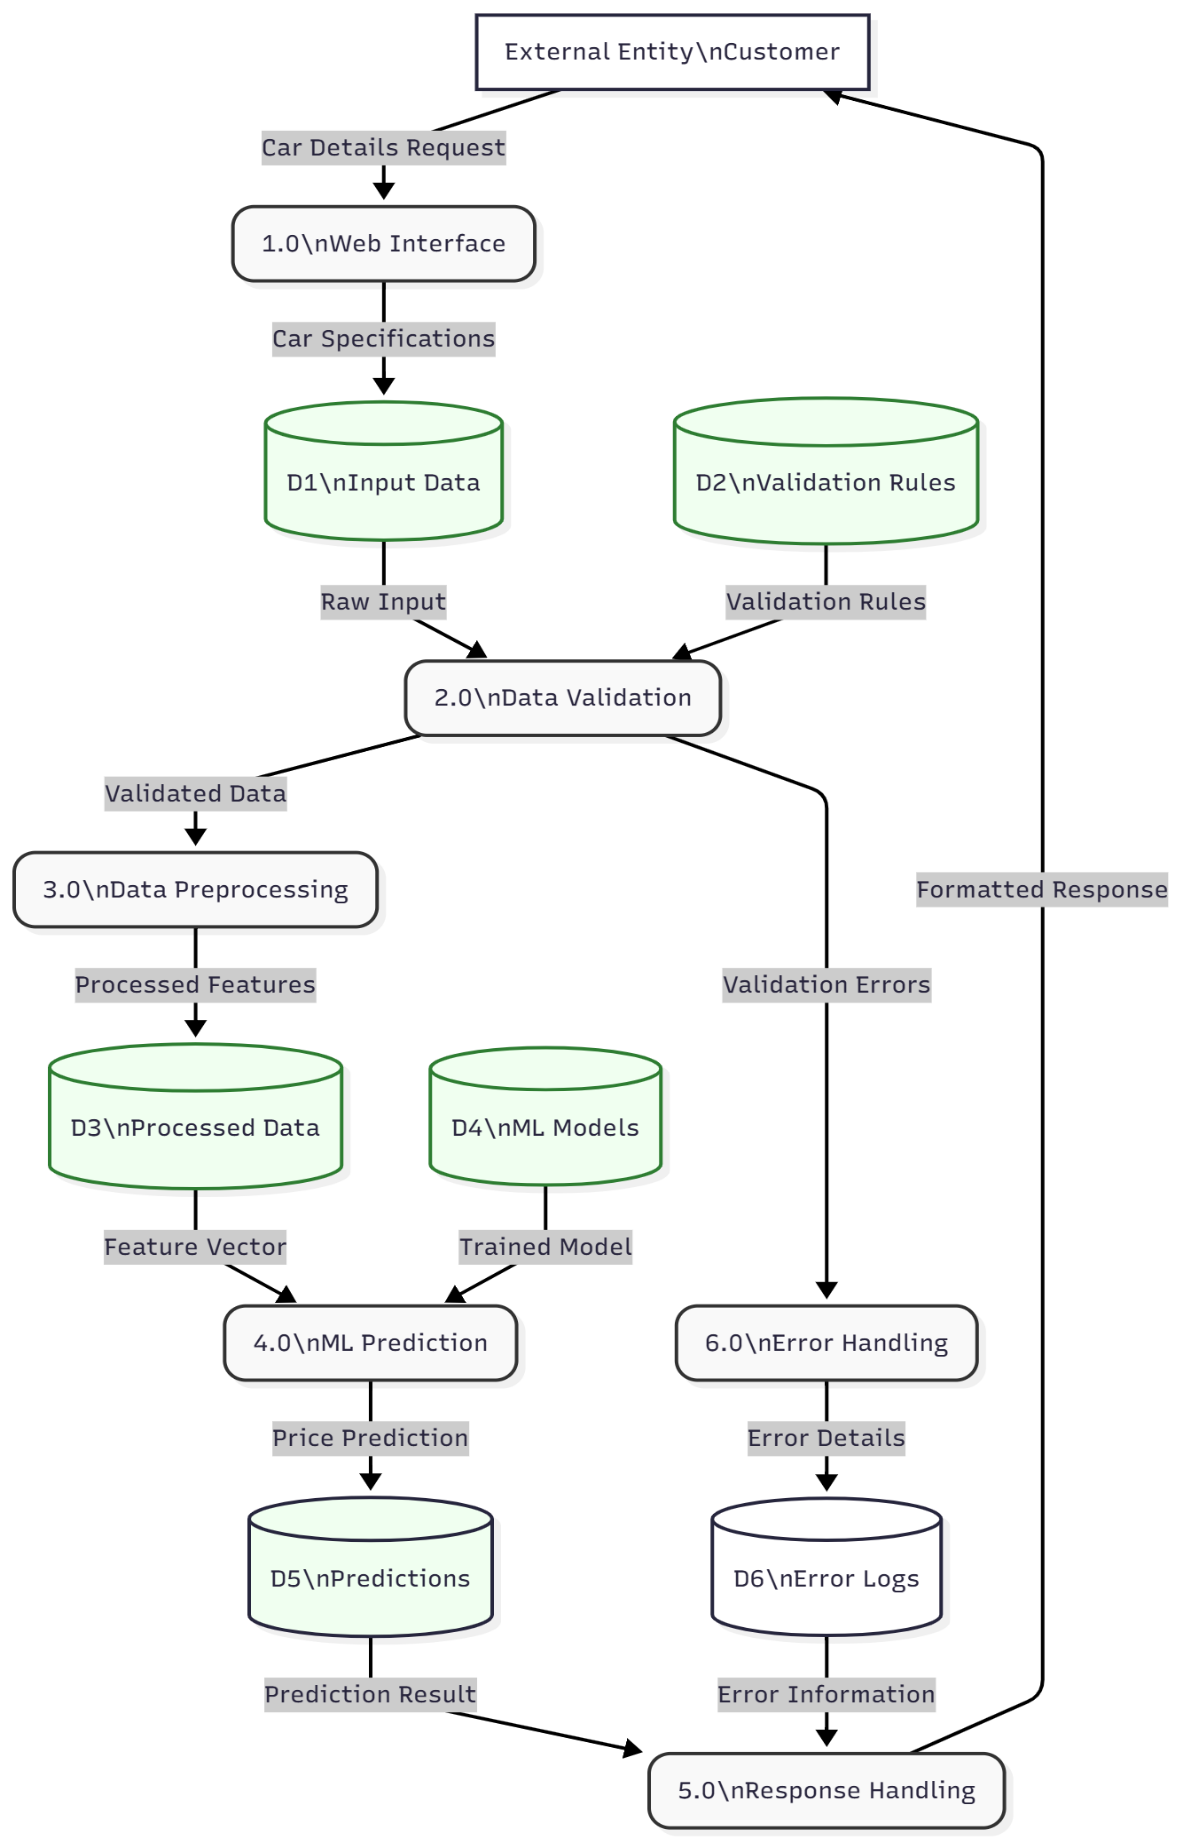 External Entity\nCustomer
Car Details Request
1.0\nWeb Interface
Car Specifications
D1\nInput Data
D2\nValidation Rules
Raw Input
Validation Rules
2.0\nData Validation
Validated Data
3.0\nData Preprocessing
Formatted Response
Processed Features
Validation Errors
D3\nProcessed Data
D4\nML Models
Feature Vector
Trained Model
4.0\nML Prediction
6.0\nError Handling
Price Prediction
Error Details
D5\nPredictions
D6\nError Logs
Prediction Result
Error Information
5.0\nResponse Handling